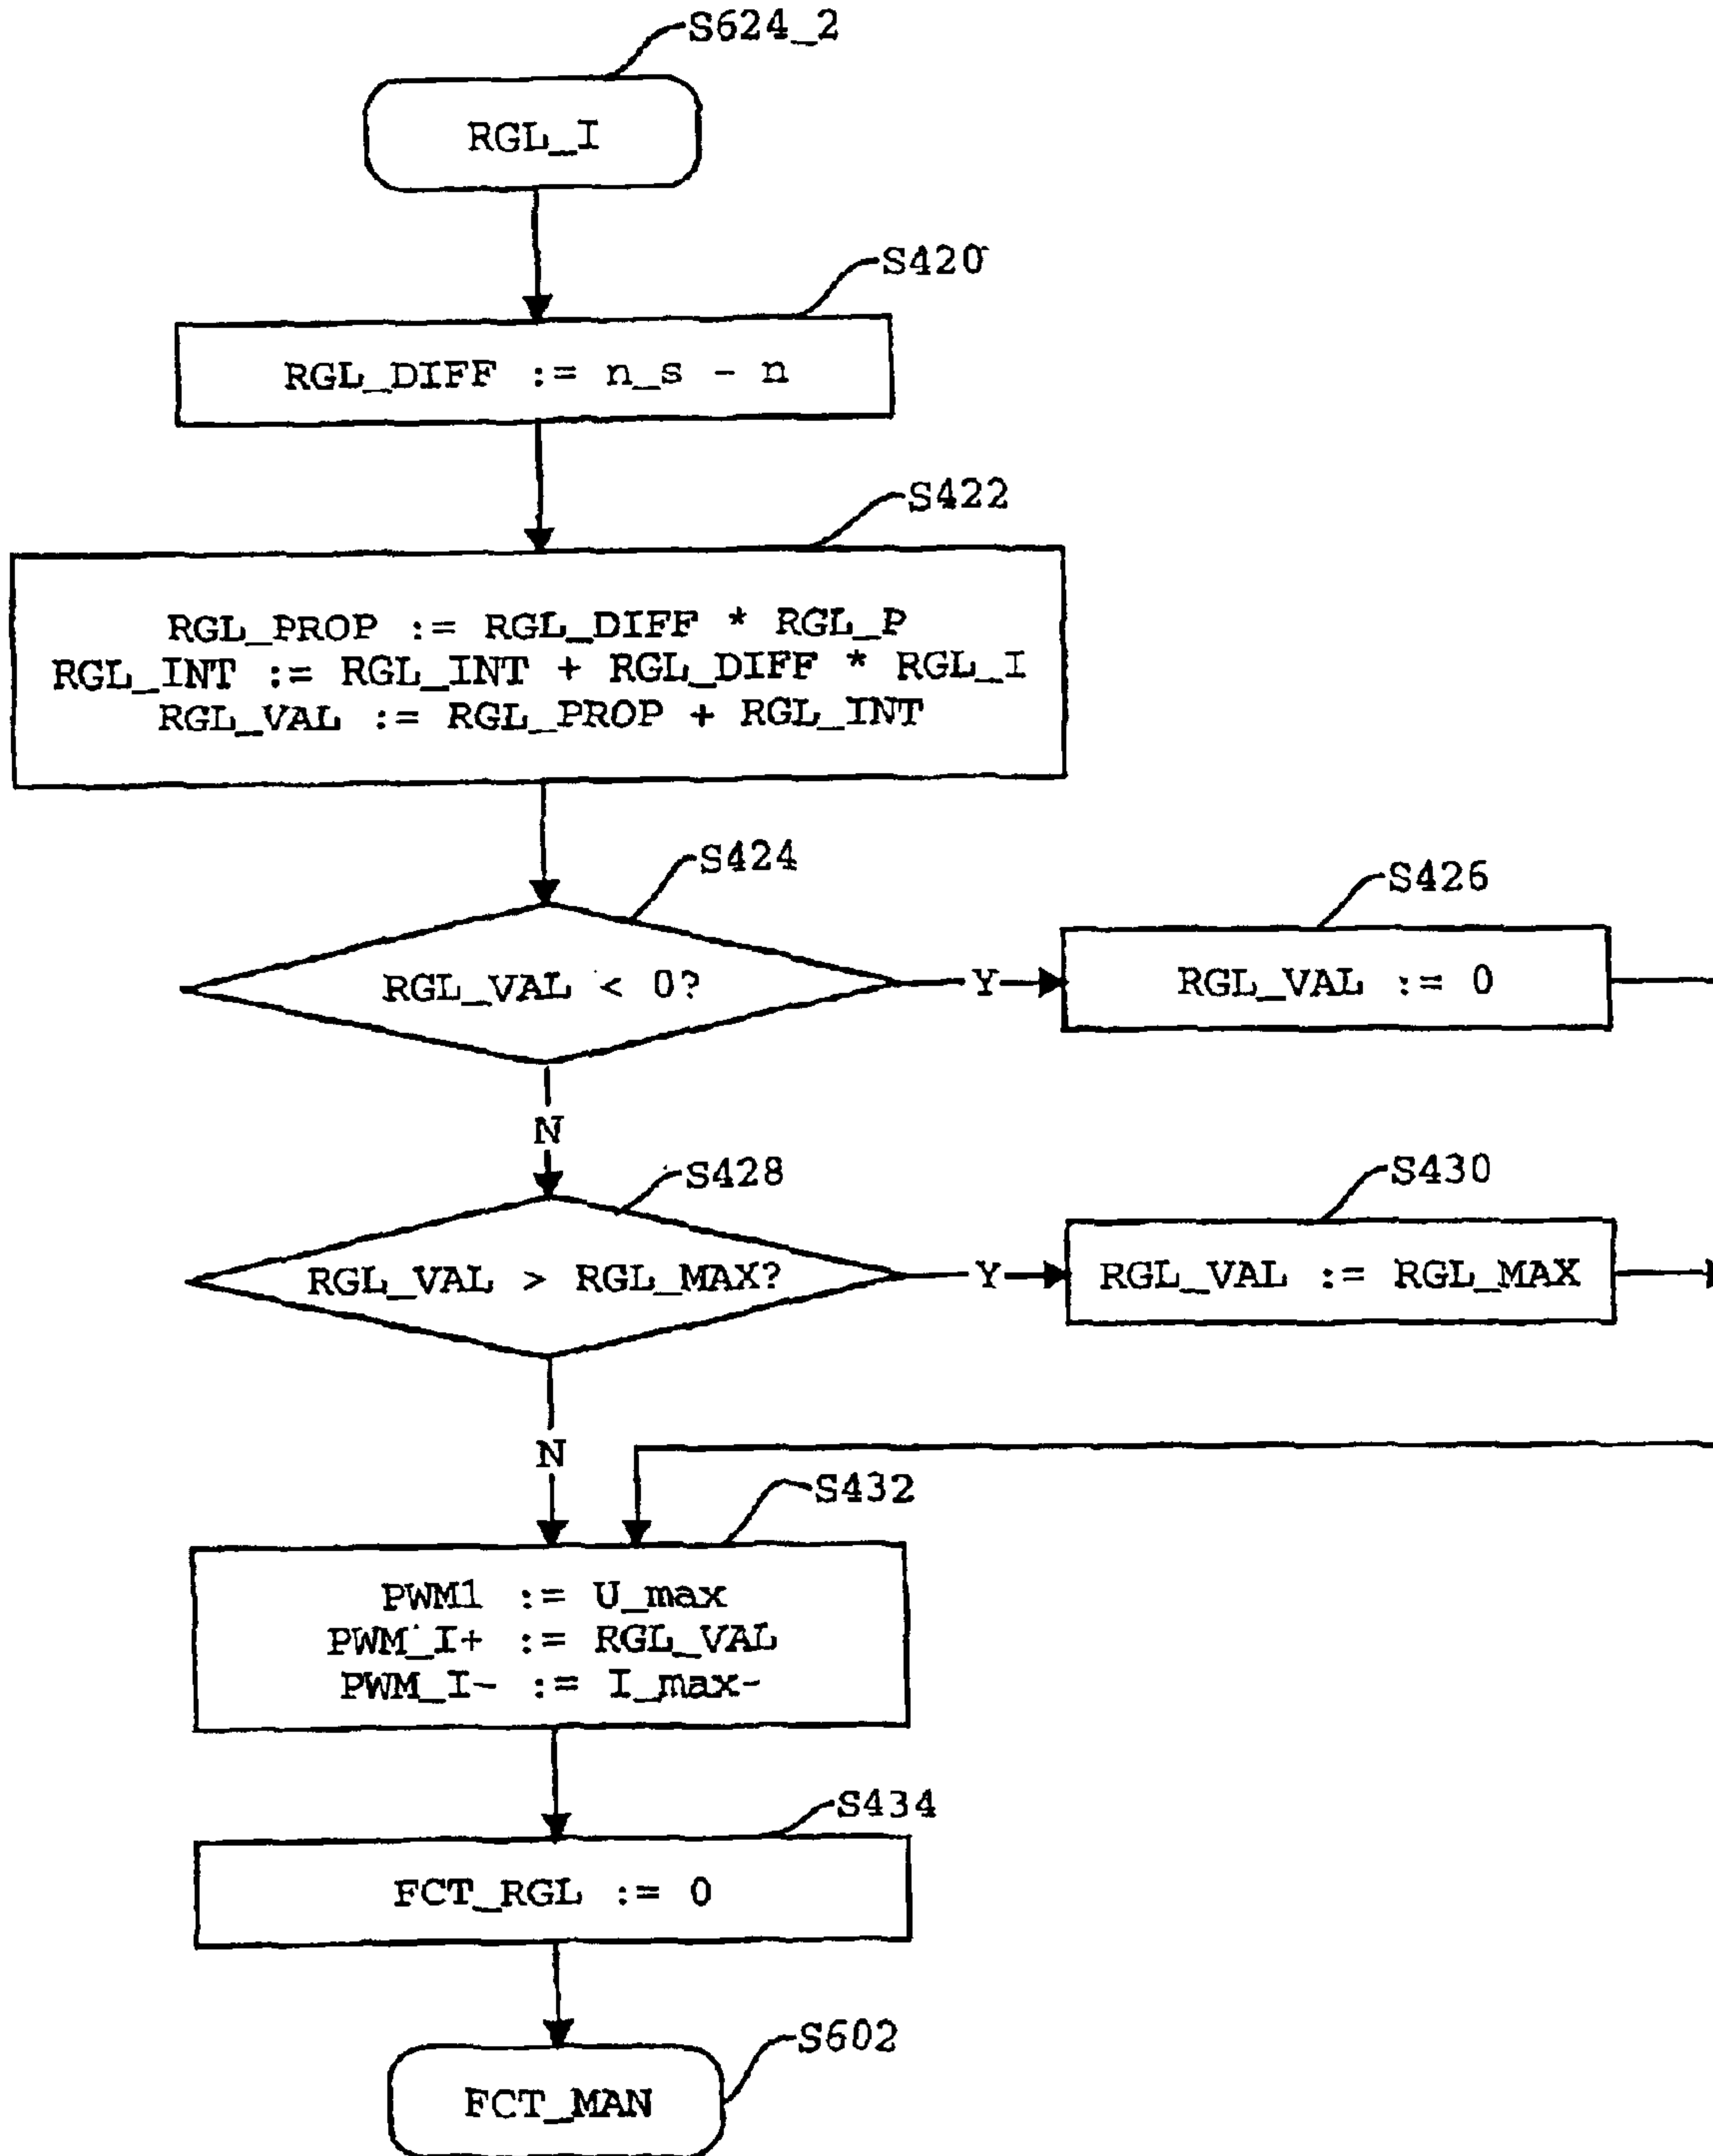 S624_2
RGL_I
S420
RGL_DIFF := n_s - n
S422
RGL_PROP := RGL_DIFF * RGL_P
RGL_INT := RGL_INT + RGL_DIFF * RGL_I
RGL_VAL := RGL_PROP + RGL_INT
S424
RGL_VAL < 0?
Y
S426
RGL_VAL := 0
N
S428
RGL_VAL > RGL_MAX?
Y
S430
RGL_VAL := RGL_MAX
N
S432
PWM1 := U_max
PWM_I+ := RGL_VAL
PWM_I- := I_max-
S434
FCT_RGL := 0
S602
FCT_MAN